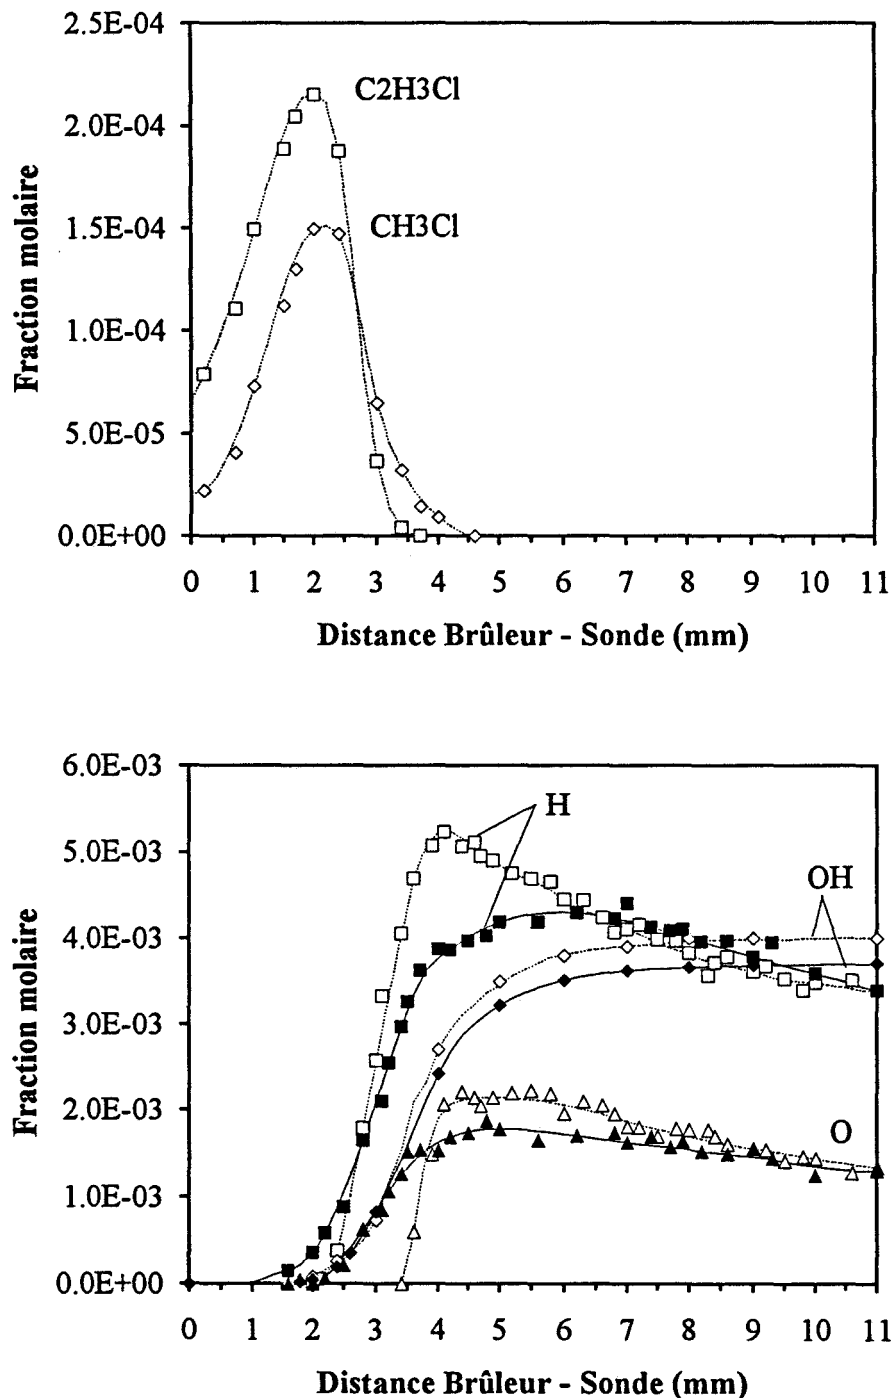 2.5E-04
2.0E-04
1.5E-04
1.0E-04
5.0E-05
0.0E+00
Fraction molaire
C2H3Cl
CH3Cl
0 1 2 3 4 5 6 7 8 9 10 11
Distance Brûleur - Sonde (mm)
6.0E-03
5.0E-03
4.0E-03
3.0E-03
2.0E-03
1.0E-03
0.0E+00
Fraction molaire
H
OH
O
0 1 2 3 4 5 6 7 8 9 10 11
Distance Brûleur - Sonde (mm)